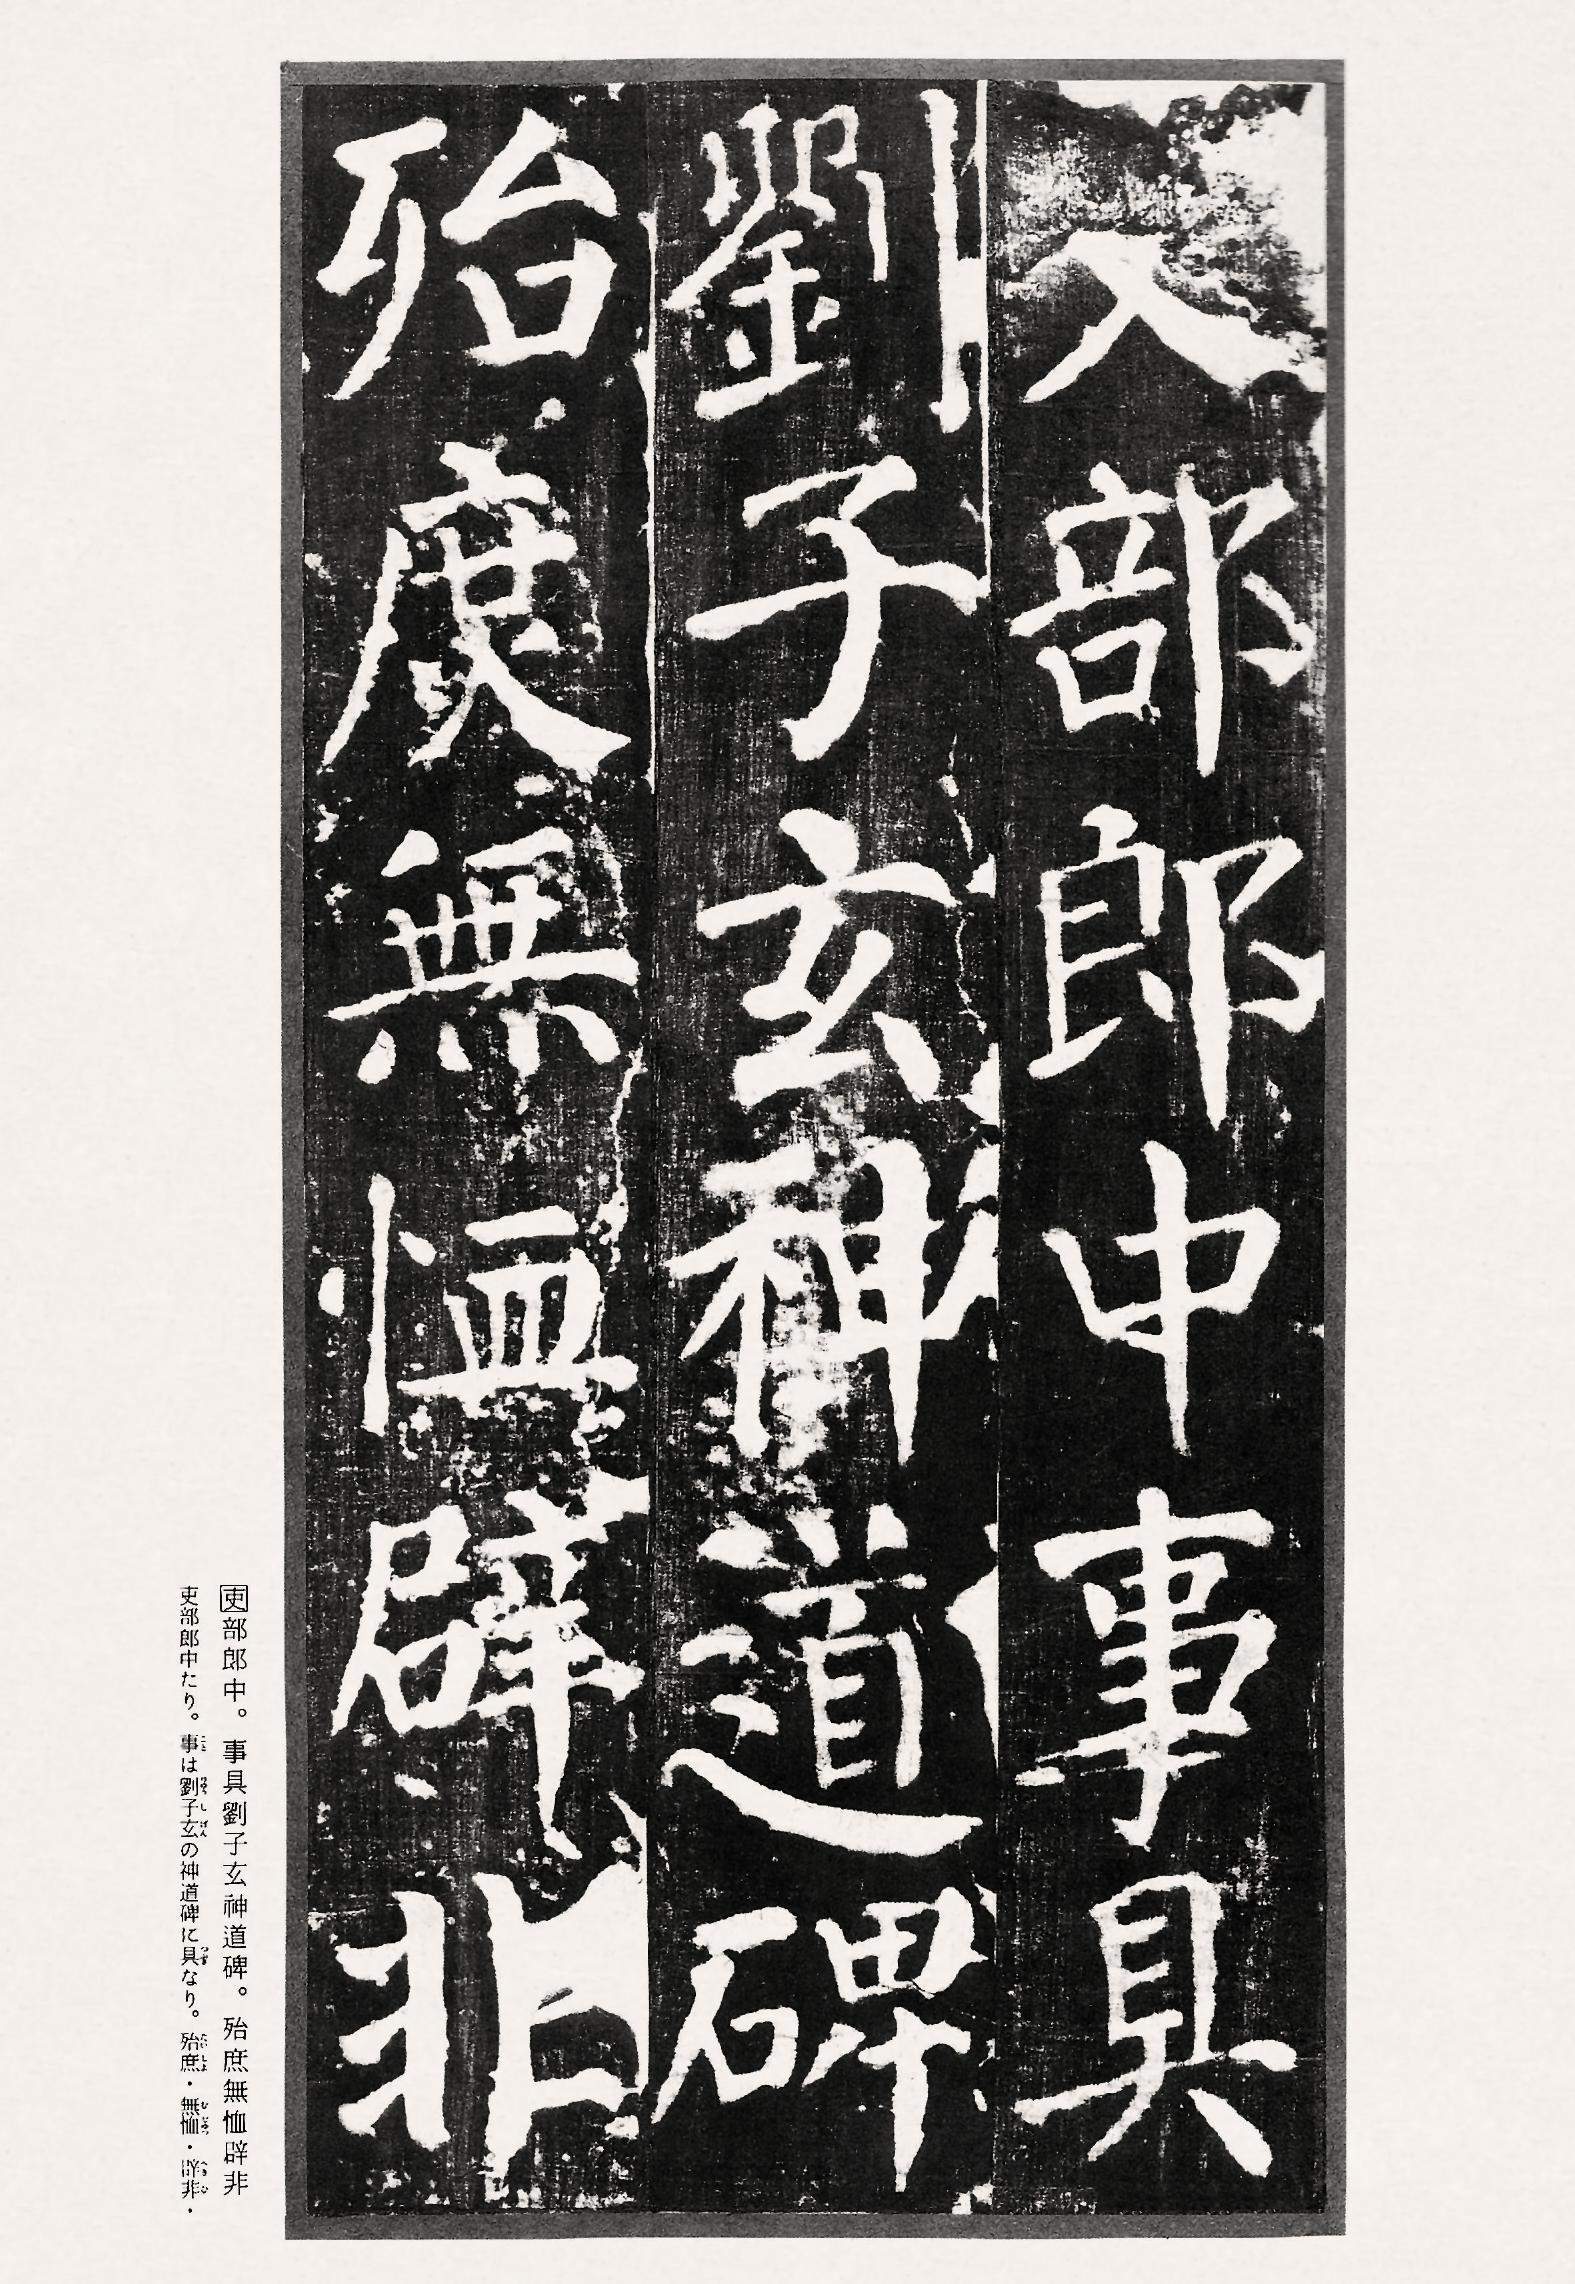 吏部郎中事具
劉子玄神道碑
殆庶無恤辟非
吏部郎中。事具劉子玄神道碑。殆庶無恤辟非
吏部郎中たり。事は劉子玄の神道碑に具なり。殆庶・無恤・辟非・